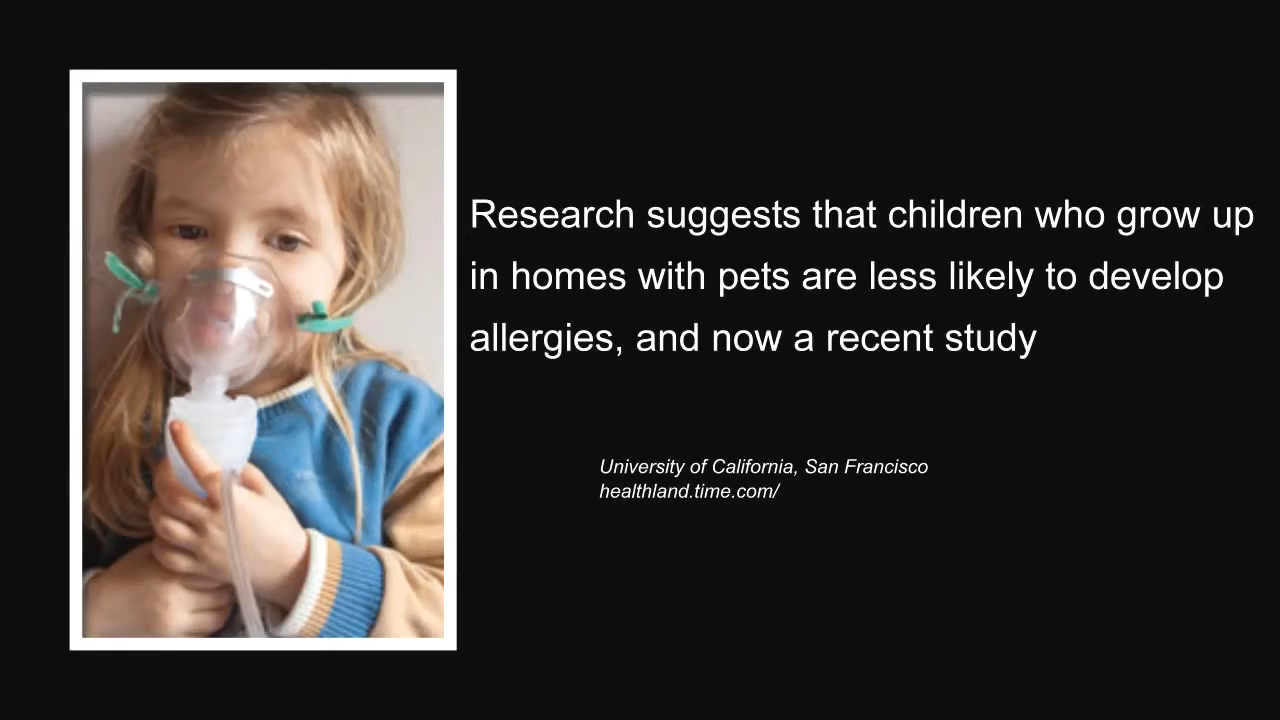 Research suggests that children who grow up
in homes with pets are less likely to develop
allergies, and now a recent study
University of California, San Francisco
healthland.time.com/